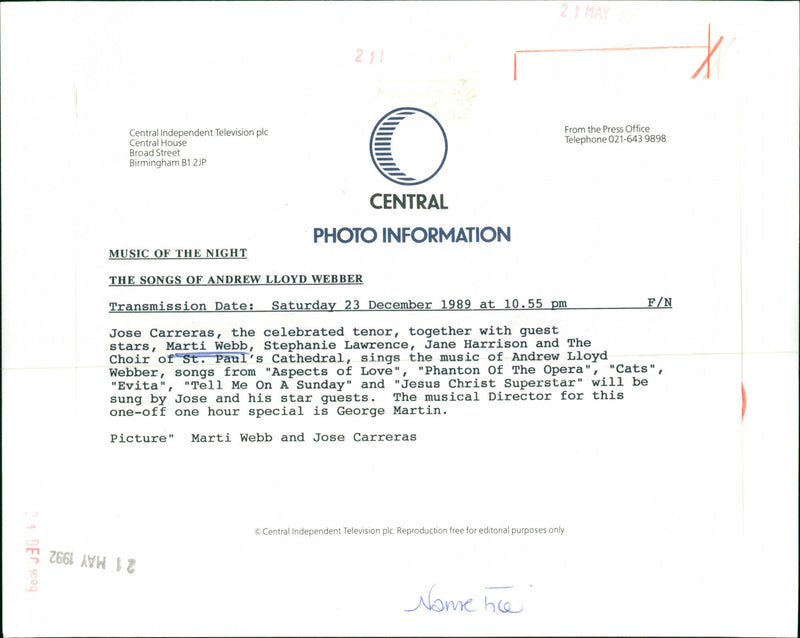 21 MAY
211
Central Independent Television plc
Central House
Broad Street
Birmingham B1 2JP
From the Press Office
Telephone 021-643 9898
CENTRAL
PHOTO INFORMATION
MUSIC OF THE NIGHT
THE SONGS OF ANDREW LLOYD WEBBER
Transmission Date: Saturday 23 December 1989 at 10.55 pm F/N
Jose Carreras, the celebrated tenor, together with guest
stars, Marti Webb, Stephanie Lawrence, Jane Harrison and The
Choir of St. Paul's Cathedral, sings the music of Andrew Lloyd
Webber, songs from "Aspects of Love", "Phanton Of The Opera", "Cats",
"Evita", "Tell Me On A Sunday" and "Jesus Christ Superstar" will be
sung by Jose and his star guests. The musical Director for this
one-off one hour special is George Martin.
Picture" Marti Webb and Jose Carreras
© Central Independent Television plc. Reproduction free for editorial purposes only.
21 DEC 1989
21 MAY 1992